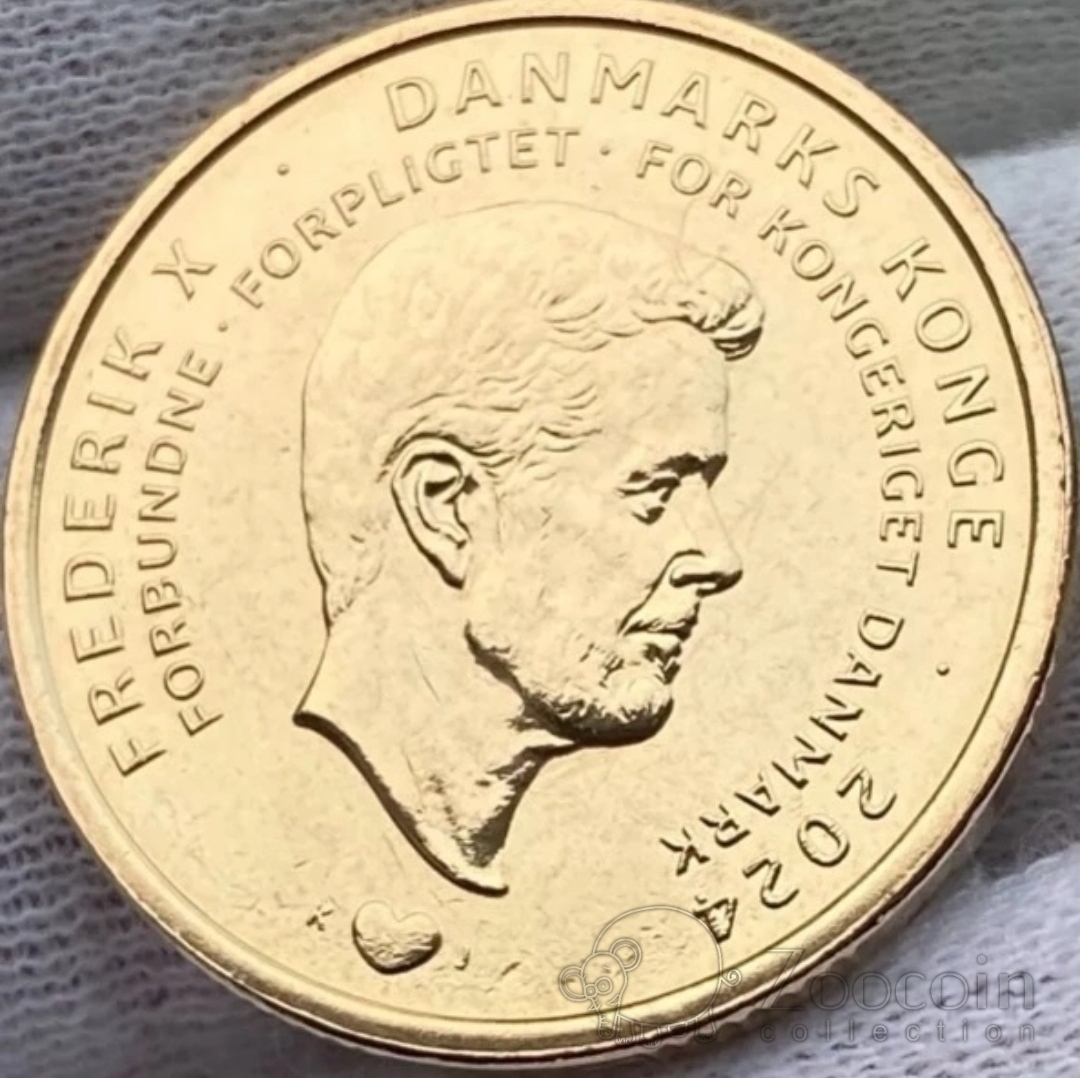 FREDERIK X · DANMARKS KONGE · 2024
FORBUNDNE · FORPLIGTET · FOR KONGERIGET DANMARK
Zoocoin
collection